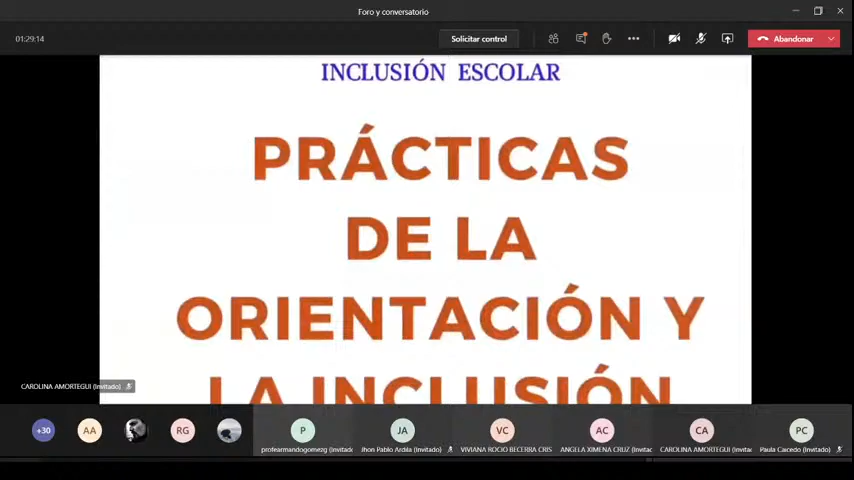 Foro y conversatorio
01:29:14
Solicitar control
Abandonar
INCLUSIÓN ESCOLAR
PRÁCTICAS
DE LA
ORIENTACIÓN Y
LA INCLUSIÓN
CAROLINA AMORTEGUI (Invitado)
+30
AA
RG
P
JA
VC
AC
CA
PC
profearmandogomezg (Invitado
Jhon Pablo Ardila (Invitado)
VIVIANA ROCIO BECERRA CRIS
ANGELA XIMENA CRUZ (Invitac
CAROLINA AMORTEGUI (Invitac
Paula Caicedo (Invitado)